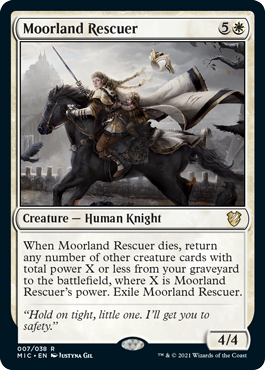 Moorland Rescuer 5
Creature — Human Knight
When Moorland Rescuer dies, return
any number of other creature cards with
total power X or less from your graveyard
to the battlefield, where X is Moorland
Rescuer's power. Exile Moorland Rescuer.
"Hold on tight, little one. I'll get you to
safety."
4/4
007/038 R
MIC • EN Justyna Gil
™ & © 2021 Wizards of the Coast